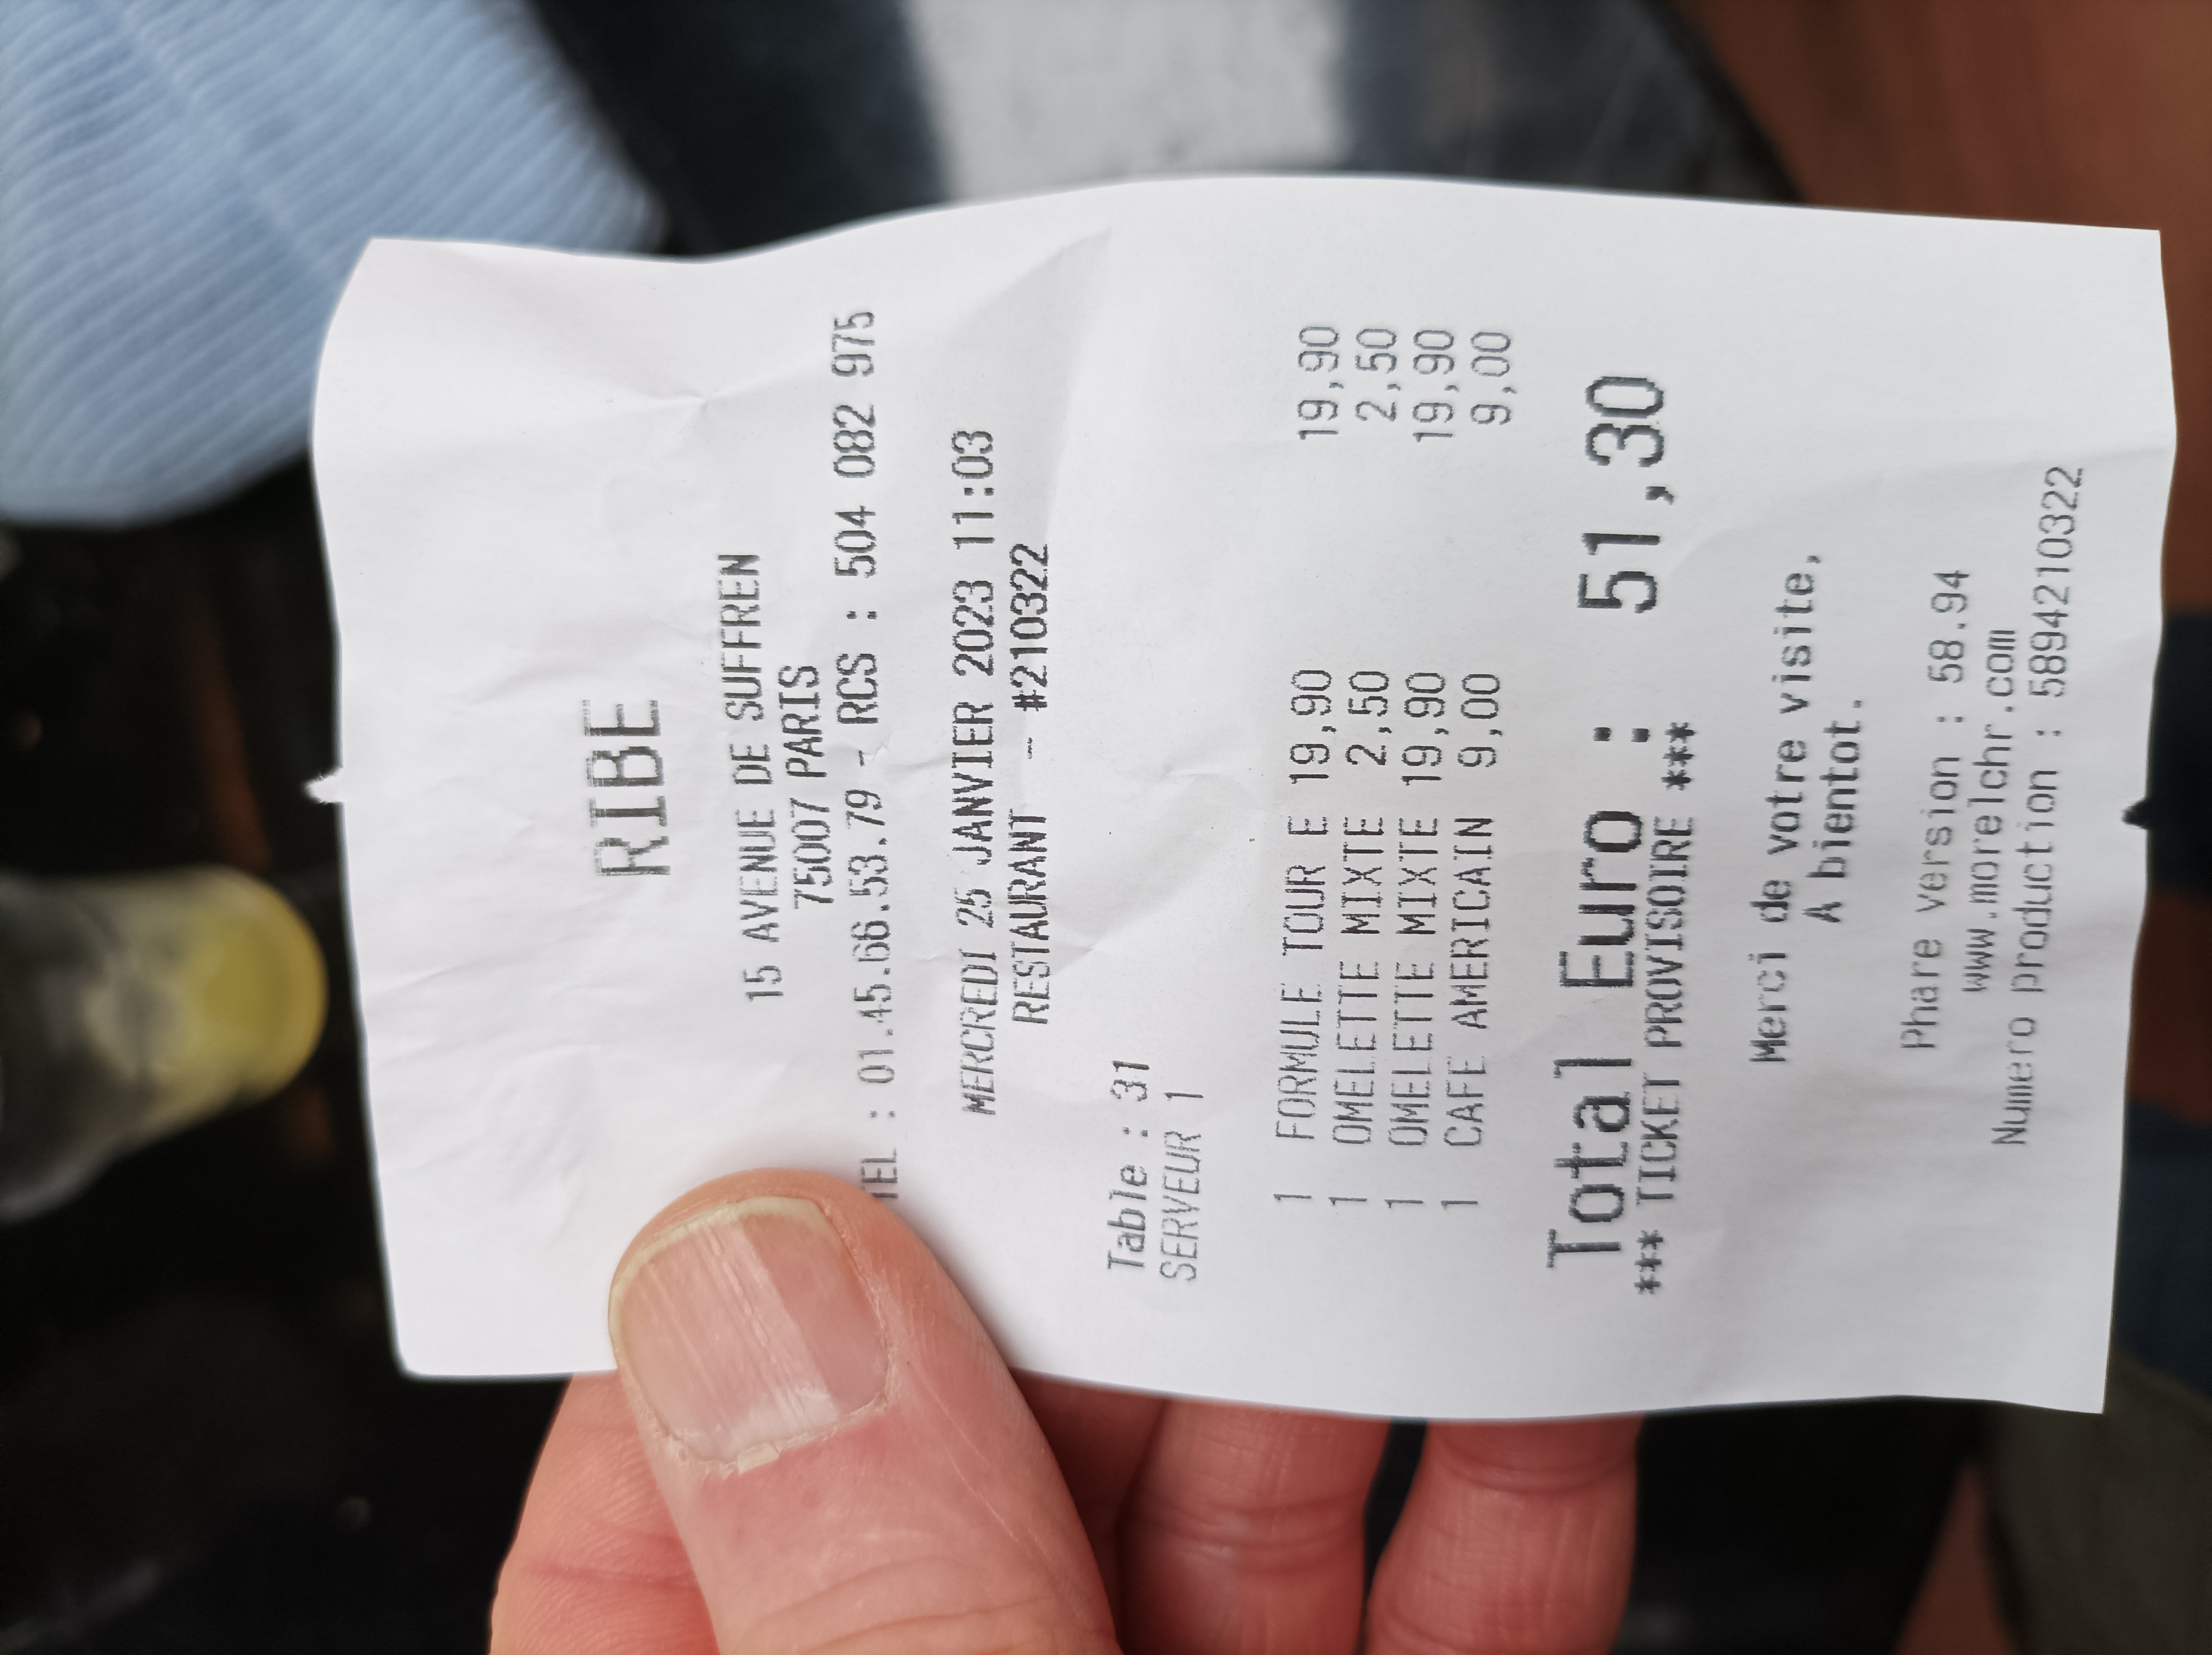 RIBE
15 AVENUE DE SUFFREN
75007 PARIS
TEL : 01.45.66.53.79 - RCS : 504 082 975
MERCREDI 25 JANVIER 2023 11:03
RESTAURANT - #210322
Table : 31
SERVEUR 1
1 FORMULE TOUR E 19,90 19,90
1 OMELETTE MIXTE 2,50 2,50
1 OMELETTE MIXTE 19,90 19,90
1 CAFE AMERICAIN 9,00 9,00
Total Euro : 51,30
*** TICKET PROVISOIRE ***
Merci de votre visite,
A bientot.
Phare version : 58.94
www.morelchr.com
Numero production : 5894210322